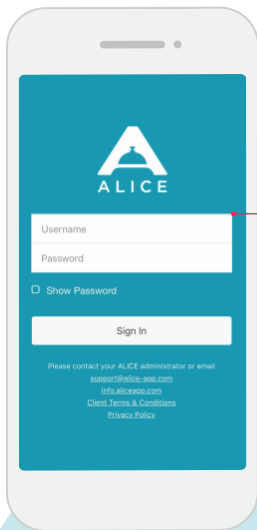 ALICE
Username
Password
Show Password
Sign In
Please contact your ALICE administrator or email
support@alice-app.com
info.aliceapp.com
Client Terms & Conditions
Privacy Policy